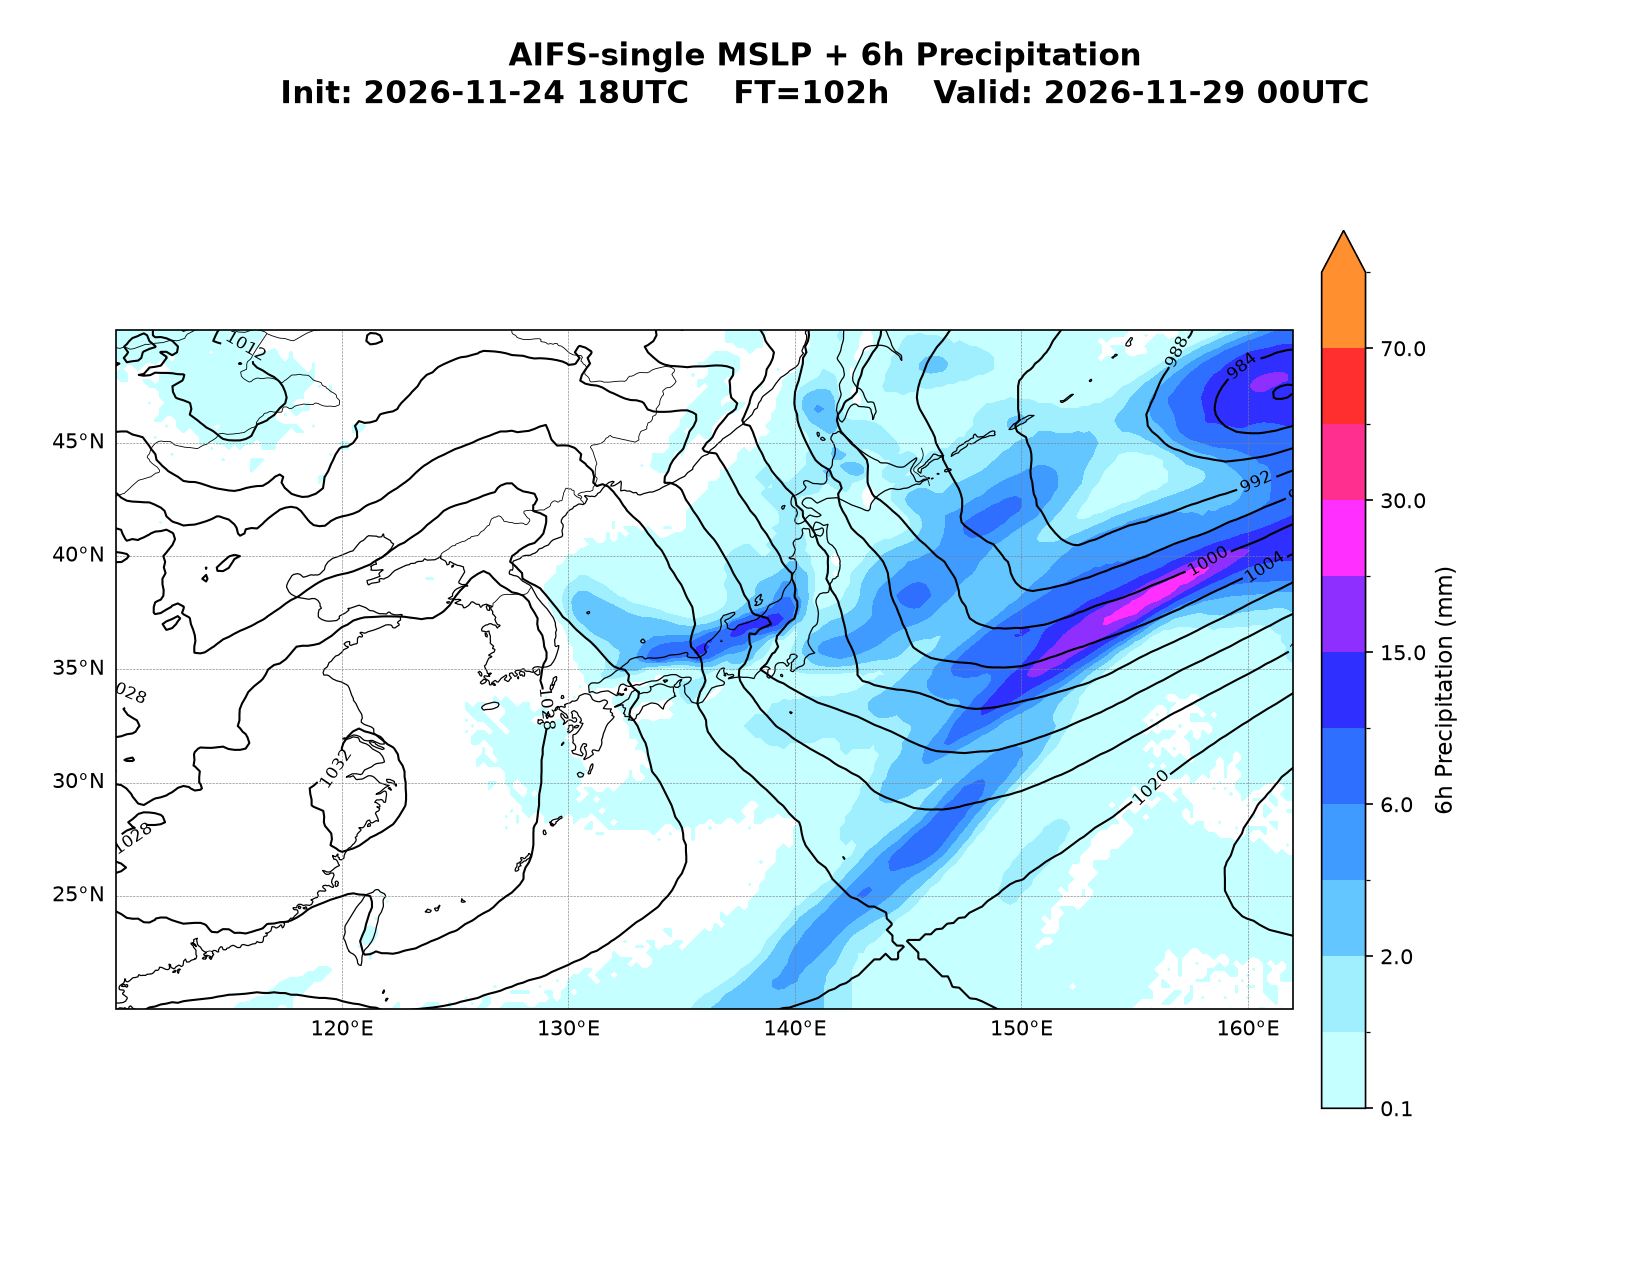 AIFS-single MSLP + 6h Precipitation
Init: 2026-11-24 18UTC    FT=102h    Valid: 2026-11-29 00UTC
1012
988
984
992
1000
1004
1020
1028
1032
028
1028
45°N
40°N
35°N
30°N
25°N
120°E
130°E
140°E
150°E
160°E
70.0
30.0
15.0
6.0
2.0
0.1
6h Precipitation (mm)